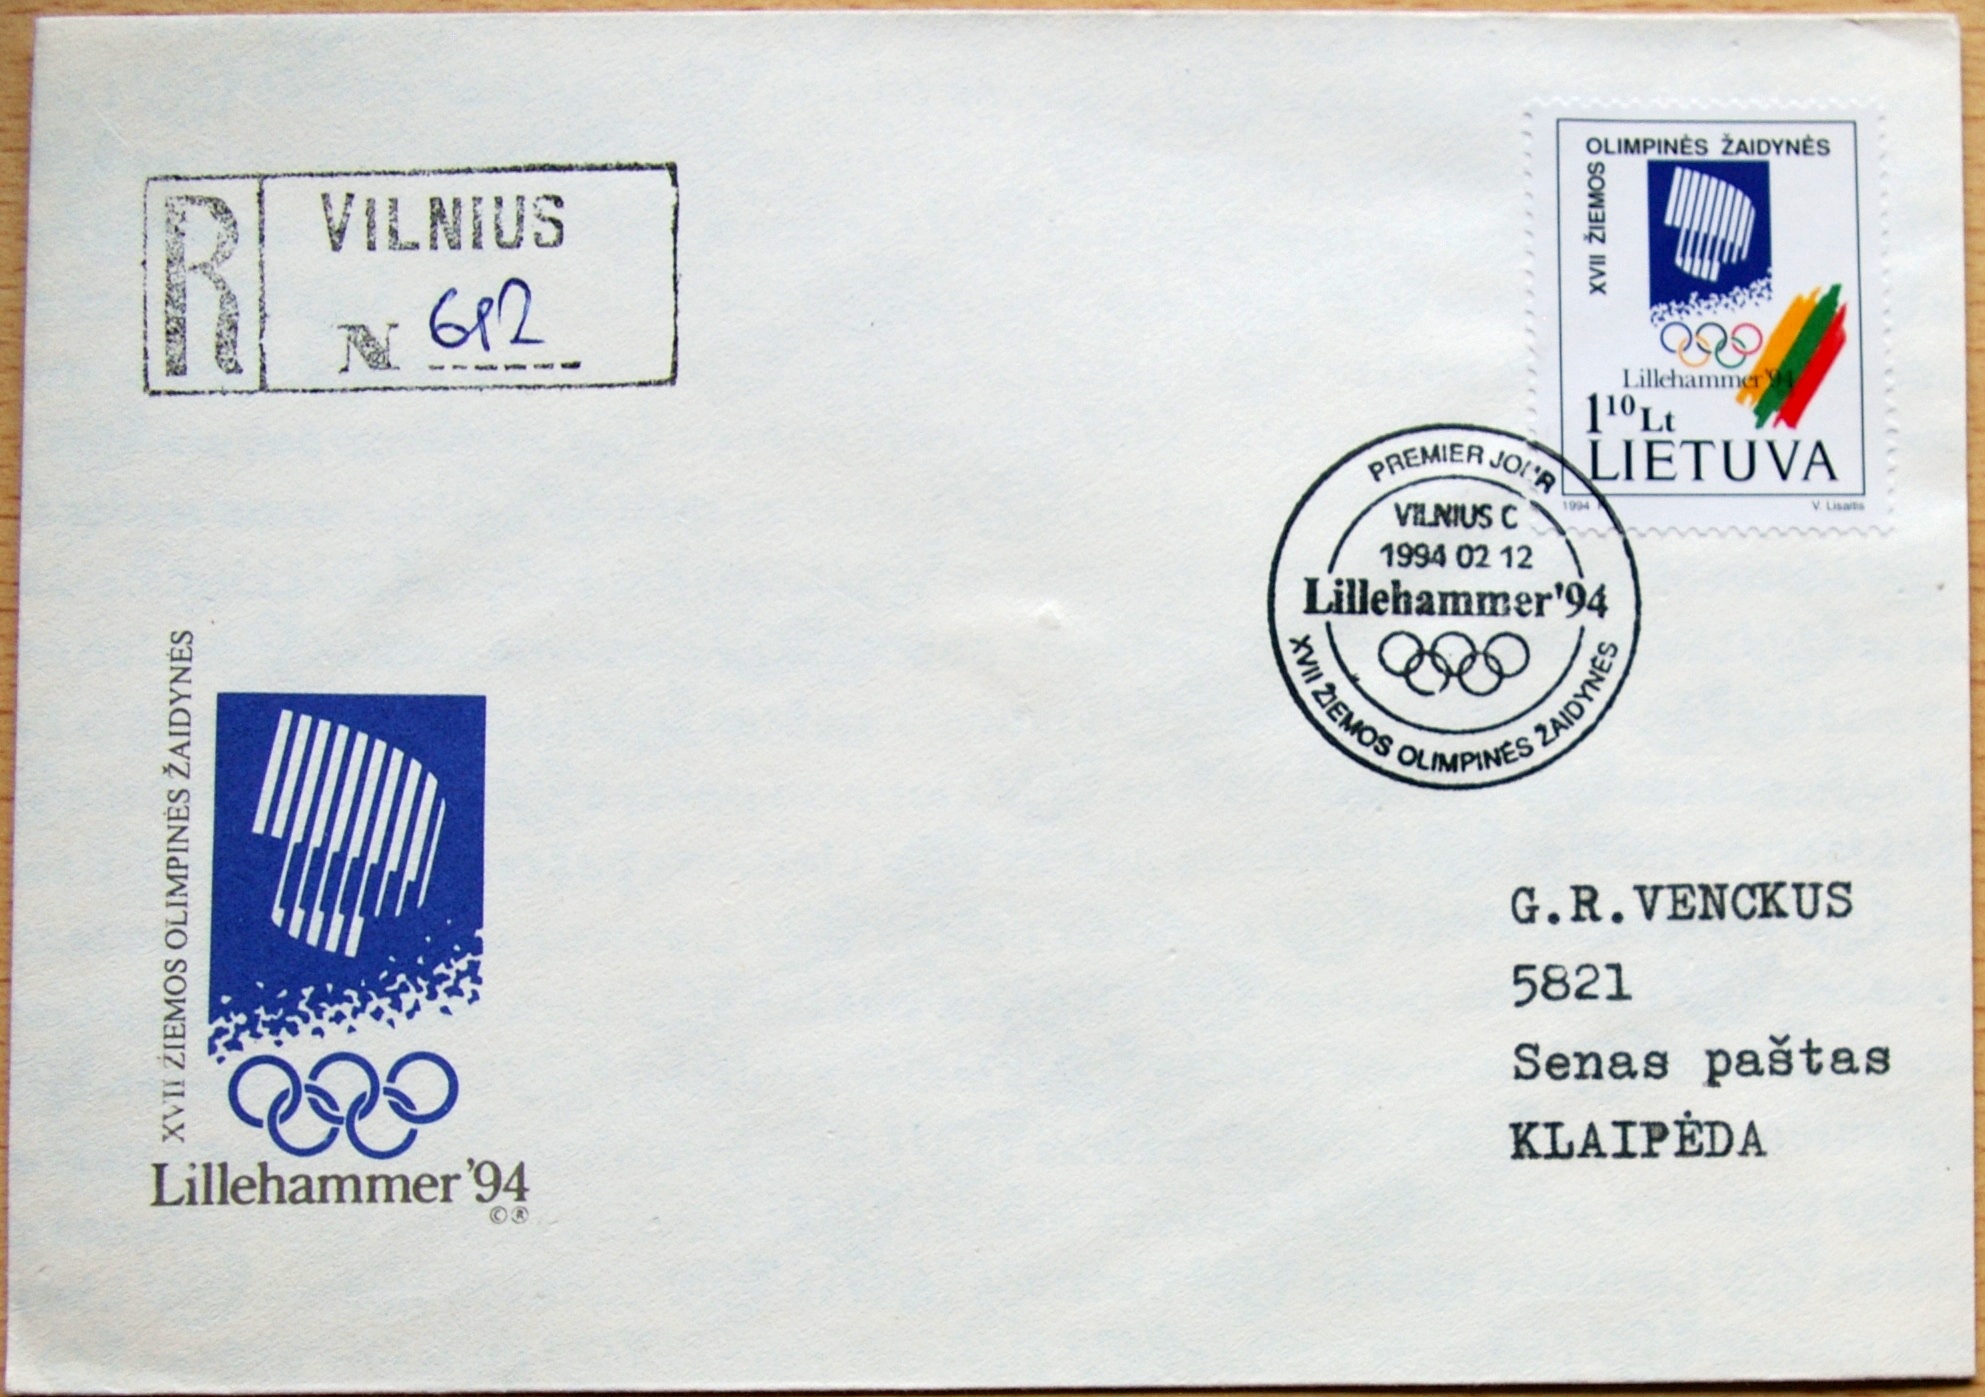 R
VILNIUS
N 612
OLIMPINĖS ŽAIDYNĖS
XVII ŽIEMOS
Lillehammer'94
1¹⁰ Lt
LIETUVA
1994
V. Lisaitis
PREMIER JOUR
VILNIUS C
1994 02 12
Lillehammer'94
XVII ŽIEMOS OLIMPINĖS ŽAIDYNĖS
XVII ŽIEMOS OLIMPINĖS ŽAIDYNĖS
Lillehammer'94
©®
G.R.VENCKUS
5821
Senas paštas
KLAIPĖDA